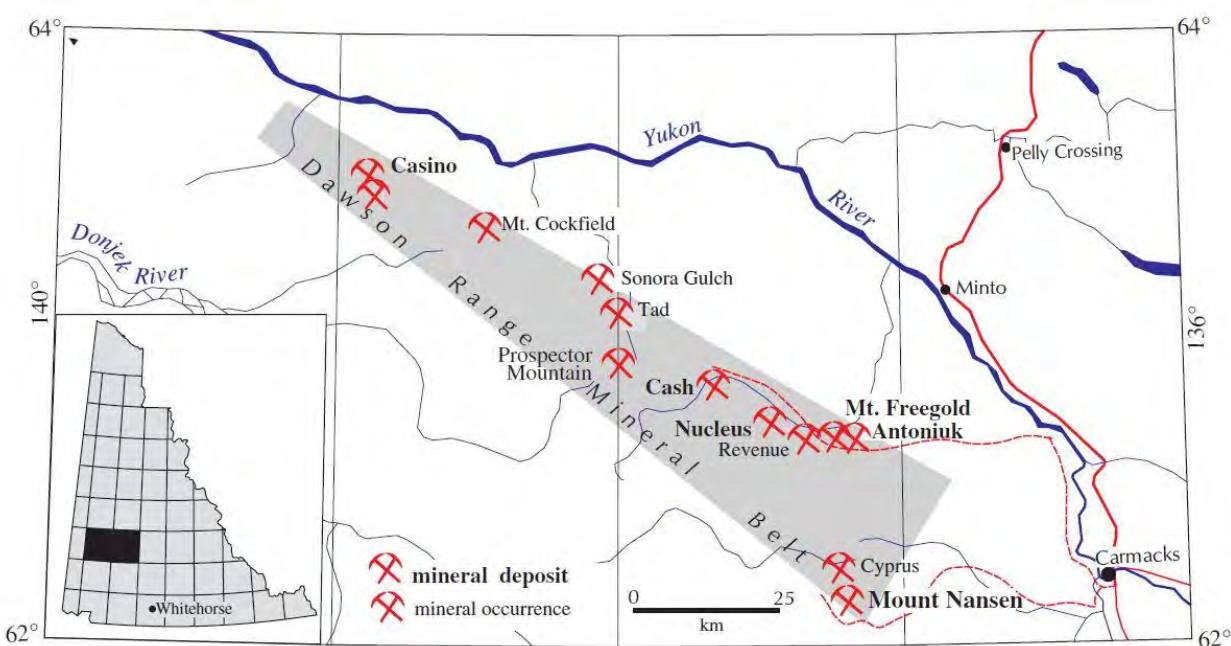 64°
64°
Yukon
River
Pelly Crossing
Casino
Dawson Range Mineral Belt
Mt. Cockfield
Donjek
River
Sonora Gulch
Minto
140°
Tad
136°
Prospector
Mountain
Cash
Mt. Freegold
Nucleus
Antoniuk
Revenue
Carmacks
mineral deposit
Cyprus
mineral occurrence
Whitehorse
0 25
km
Mount Nansen
62°
62°